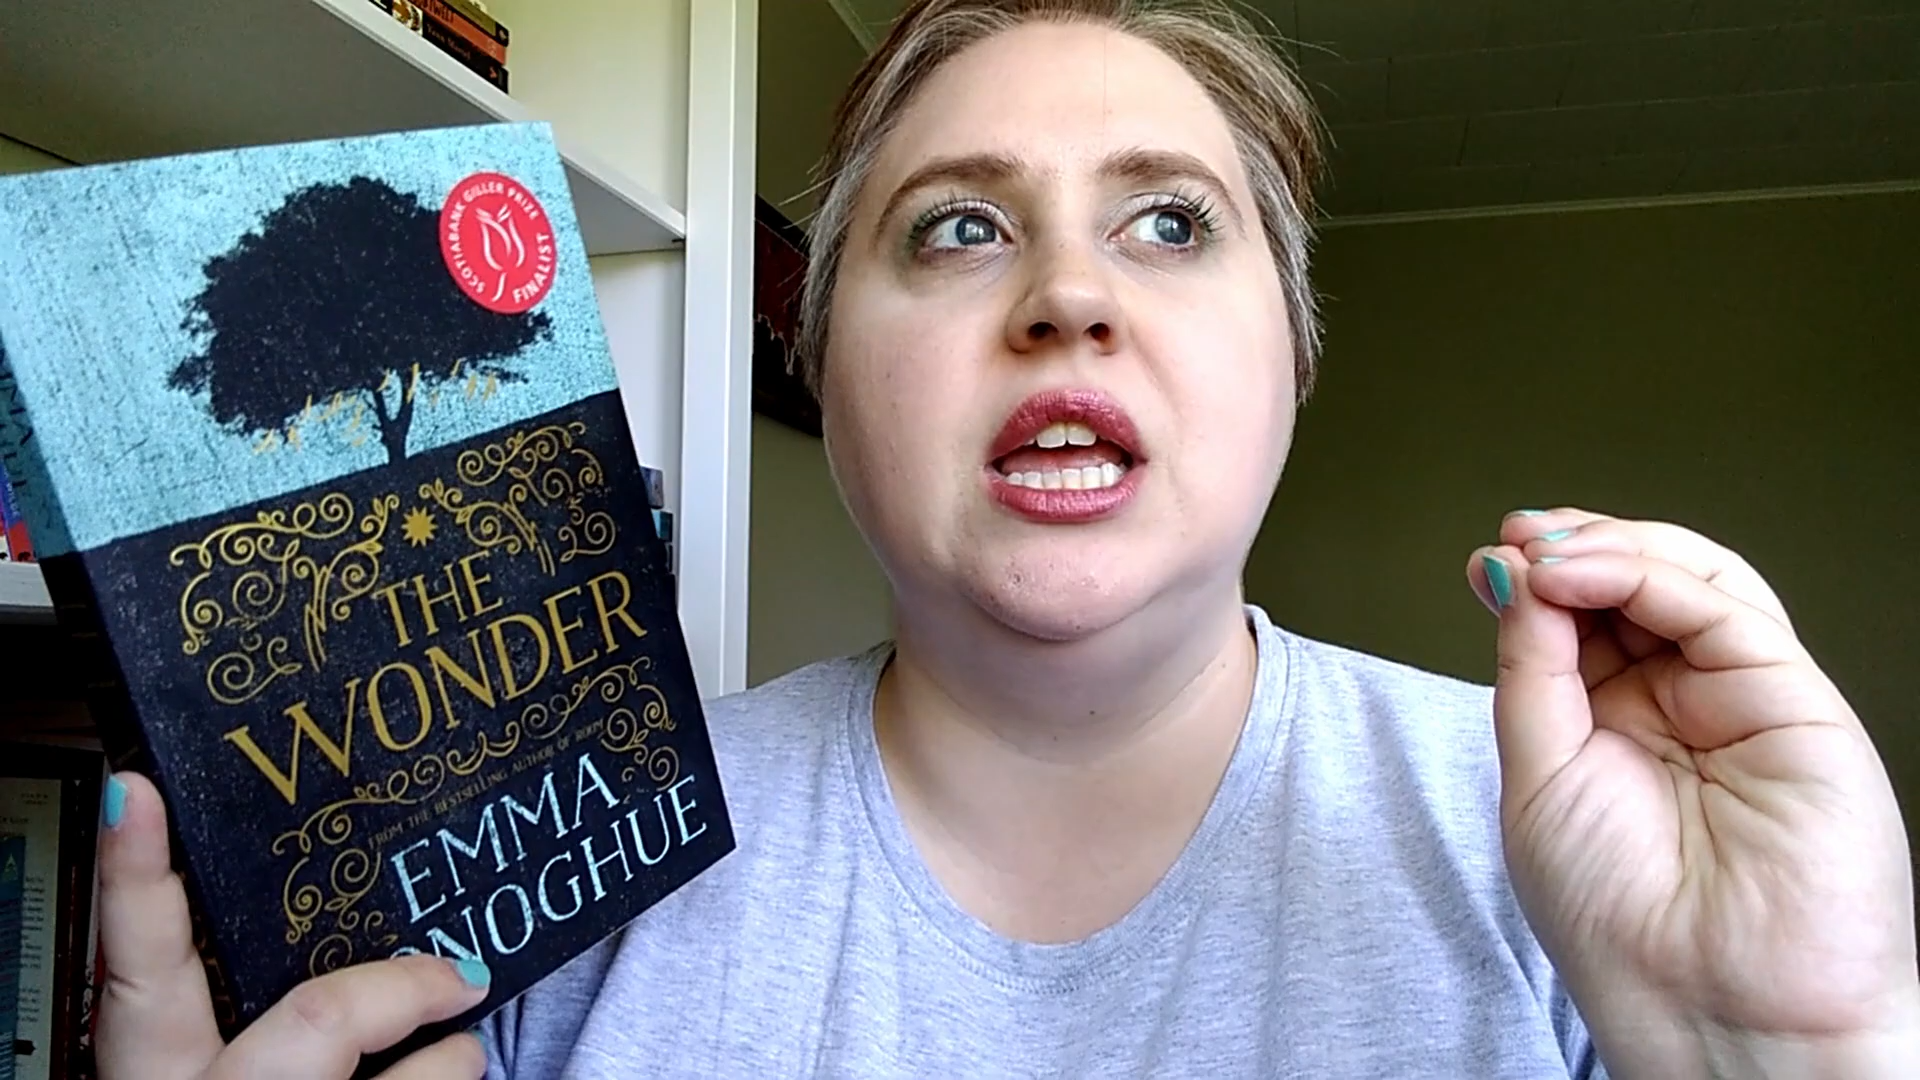 SCOTIABANK GILLER PRIZE
FINALIST
THE
WONDER
FROM THE BESTSELLING AUTHOR OF ROOM
EMMA
ONOGHUE